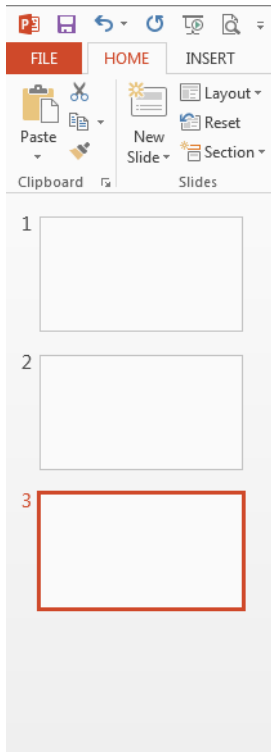 P
FILE HOME INSERT
Paste
New
Slide
Layout
Reset
Section
Clipboard Slides
1
2
3